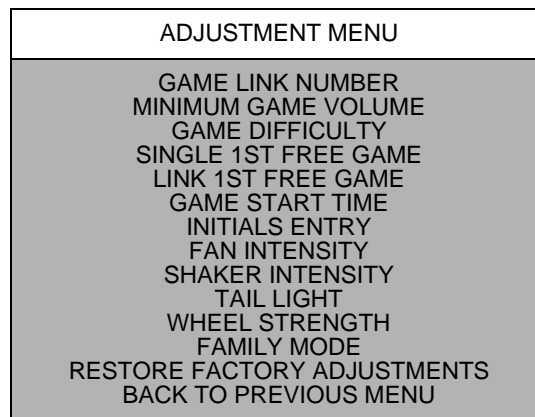 ADJUSTMENT MENU
GAME LINK NUMBER
MINIMUM GAME VOLUME
GAME DIFFICULTY
SINGLE 1ST FREE GAME
LINK 1ST FREE GAME
GAME START TIME
INITIALS ENTRY
FAN INTENSITY
SHAKER INTENSITY
TAIL LIGHT
WHEEL STRENGTH
FAMILY MODE
RESTORE FACTORY ADJUSTMENTS
BACK TO PREVIOUS MENU